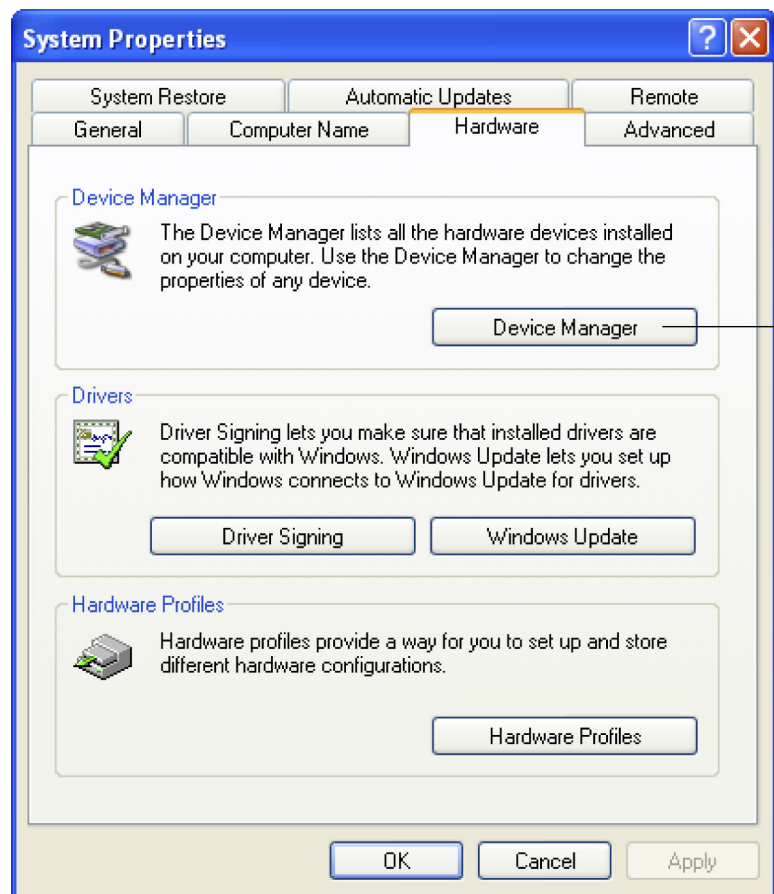 System Properties
System Restore
Automatic Updates
Remote
General
Computer Name
Hardware
Advanced
Device Manager
The Device Manager lists all the hardware devices installed
on your computer. Use the Device Manager to change the
properties of any device.
Device Manager
Drivers
Driver Signing lets you make sure that installed drivers are
compatible with Windows. Windows Update lets you set up
how Windows connects to Windows Update for drivers.
Driver Signing
Windows Update
Hardware Profiles
Hardware profiles provide a way for you to set up and store
different hardware configurations.
Hardware Profiles
OK
Cancel
Apply